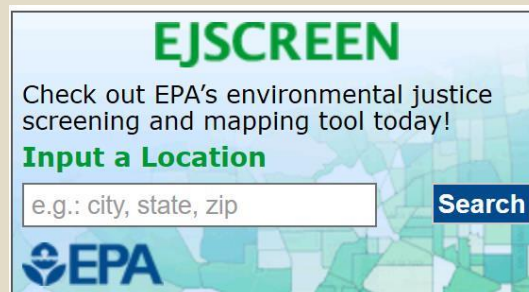 EJSCREEN
Check out EPA's environmental justice
screening and mapping tool today!
Input a Location
e.g.: city, state, zip
Search
EPA